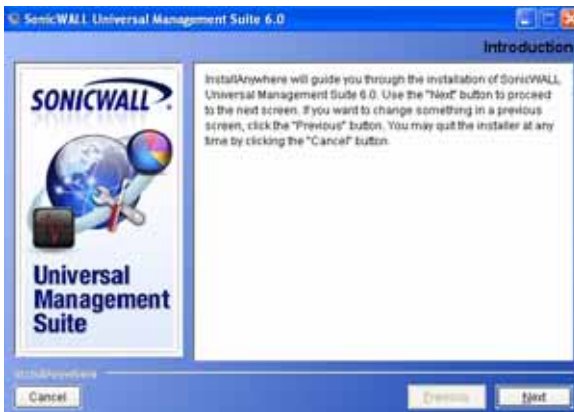 SonicWALL Universal Management Suite 6.0
Introduction
SONICWALL
InstallAnywhere will guide you through the installation of SonicWALL
Universal Management Suite 6.0. Use the "Next" button to proceed
to the next screen. If you want to change something in a previous
screen, click the "Previous" button. You may quit the installer at any
time by clicking the "Cancel" button.
Universal
Management
Suite
InstallAnywhere
Cancel
Previous
Next